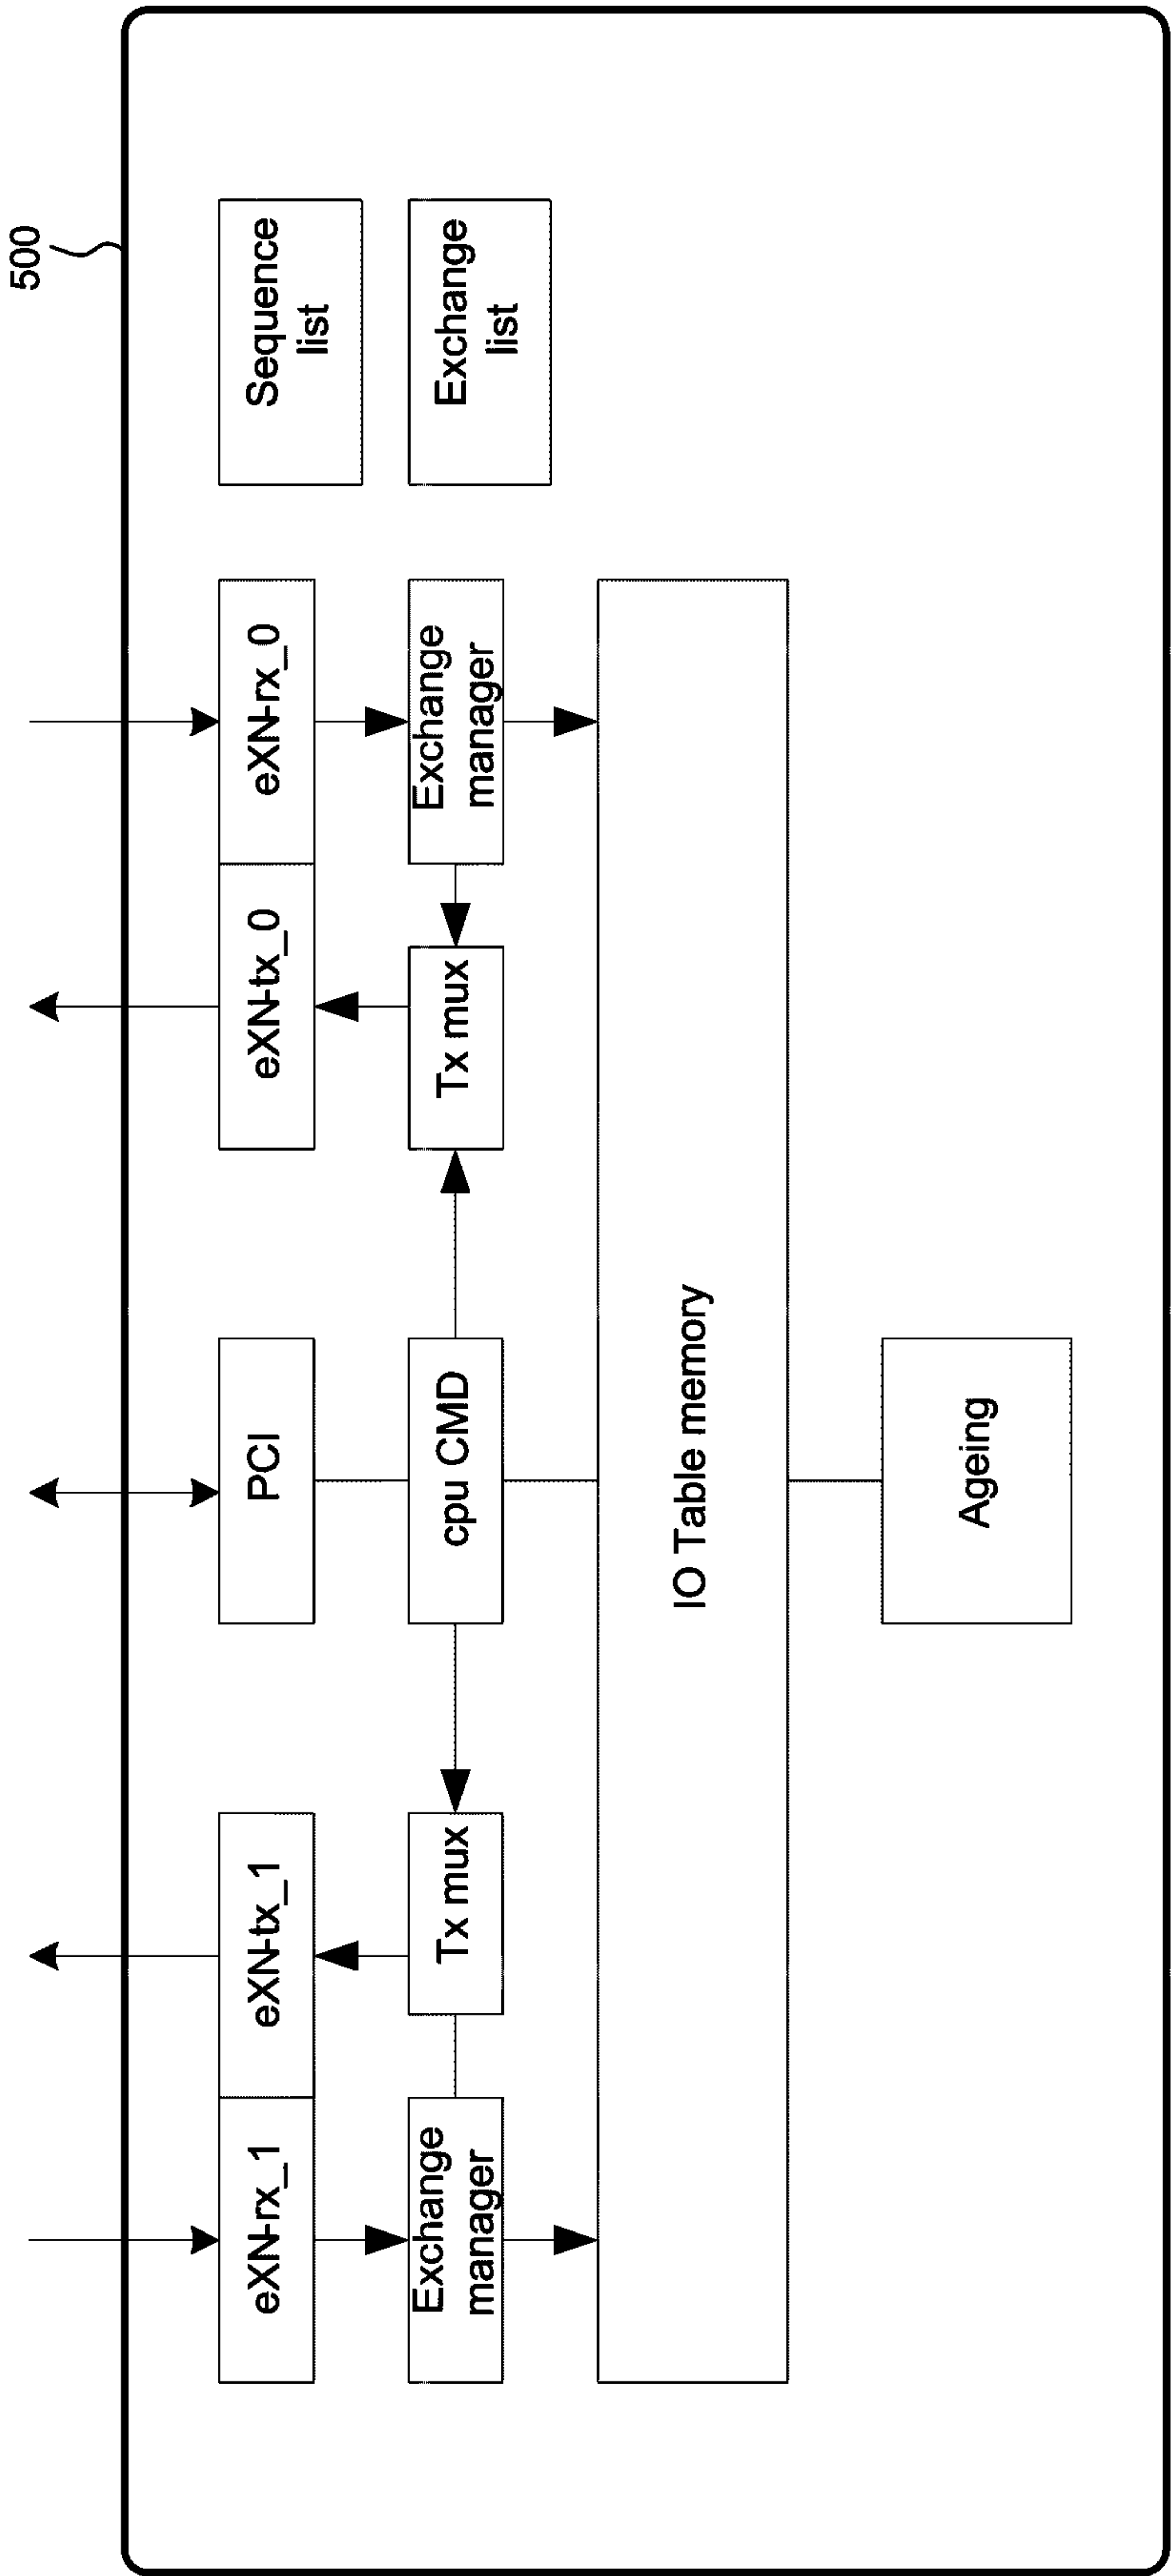 500
eXN-rx_1
eXN-tx_1
PCI
eXN-tx_0
eXN-rx_0
Sequence
list
Exchange
manager
Tx mux
cpu CMD
Tx mux
Exchange
manager
Exchange
list
IO Table memory
Ageing